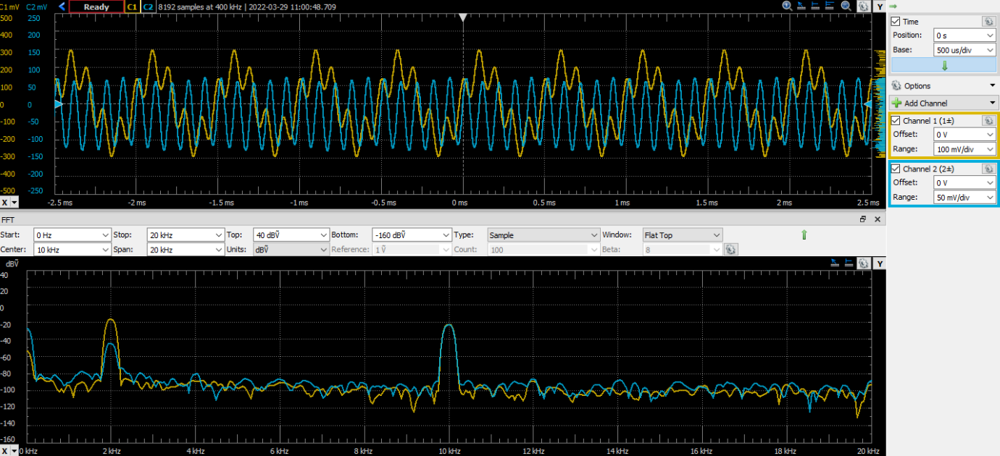 C1 mV C2 mV Ready C1 C2 8192 samples at 400 kHz | 2022-03-29 11:00:48.709 Y
500 250
400 200
300 150
200 100
100 50
0 0
-100 -50
-200 -100
-300 -150
-400 -200
-500 -250
X -2.5 ms -2 ms -1.5 ms -1 ms -0.5 ms 0 ms 0.5 ms 1 ms 1.5 ms 2 ms 2.5 ms
Time
Position: 0 s
Base: 500 us/div
Options
Add Channel
Channel 1 (1±)
Offset: 0 V
Range: 100 mV/div
Channel 2 (2±)
Offset: 0 V
Range: 50 mV/div
FFT
Start: 0 Hz Stop: 20 kHz Top: 40 dBṼ Bottom: -160 dBṼ Type: Sample Window: Flat Top
Center: 10 kHz Span: 20 kHz Units: dBṼ Reference: 1 Ṽ Count: 100 Beta: 8
dBṼ Y
40
20
0
-20
-40
-60
-80
-100
-120
-140
-160
X 0 kHz 2 kHz 4 kHz 6 kHz 8 kHz 10 kHz 12 kHz 14 kHz 16 kHz 18 kHz 20 kHz